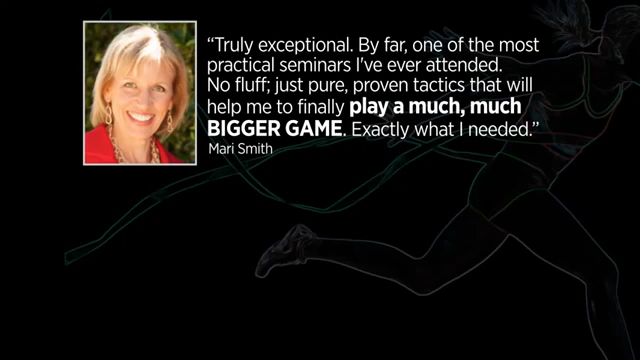 “Truly exceptional. By far, one of the most
practical seminars I've ever attended.
No fluff; just pure, proven tactics that will
help me to finally play a much, much
BIGGER GAME. Exactly what I needed.”
Mari Smith